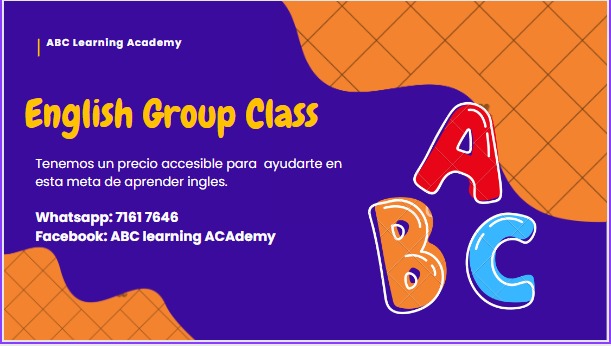 ABC Learning Academy
English Group Class
Tenemos un precio accesible para ayudarte en
esta meta de aprender ingles.
Whatsapp: 7161 7646
Facebook: ABC learning ACAdemy
A
B
C